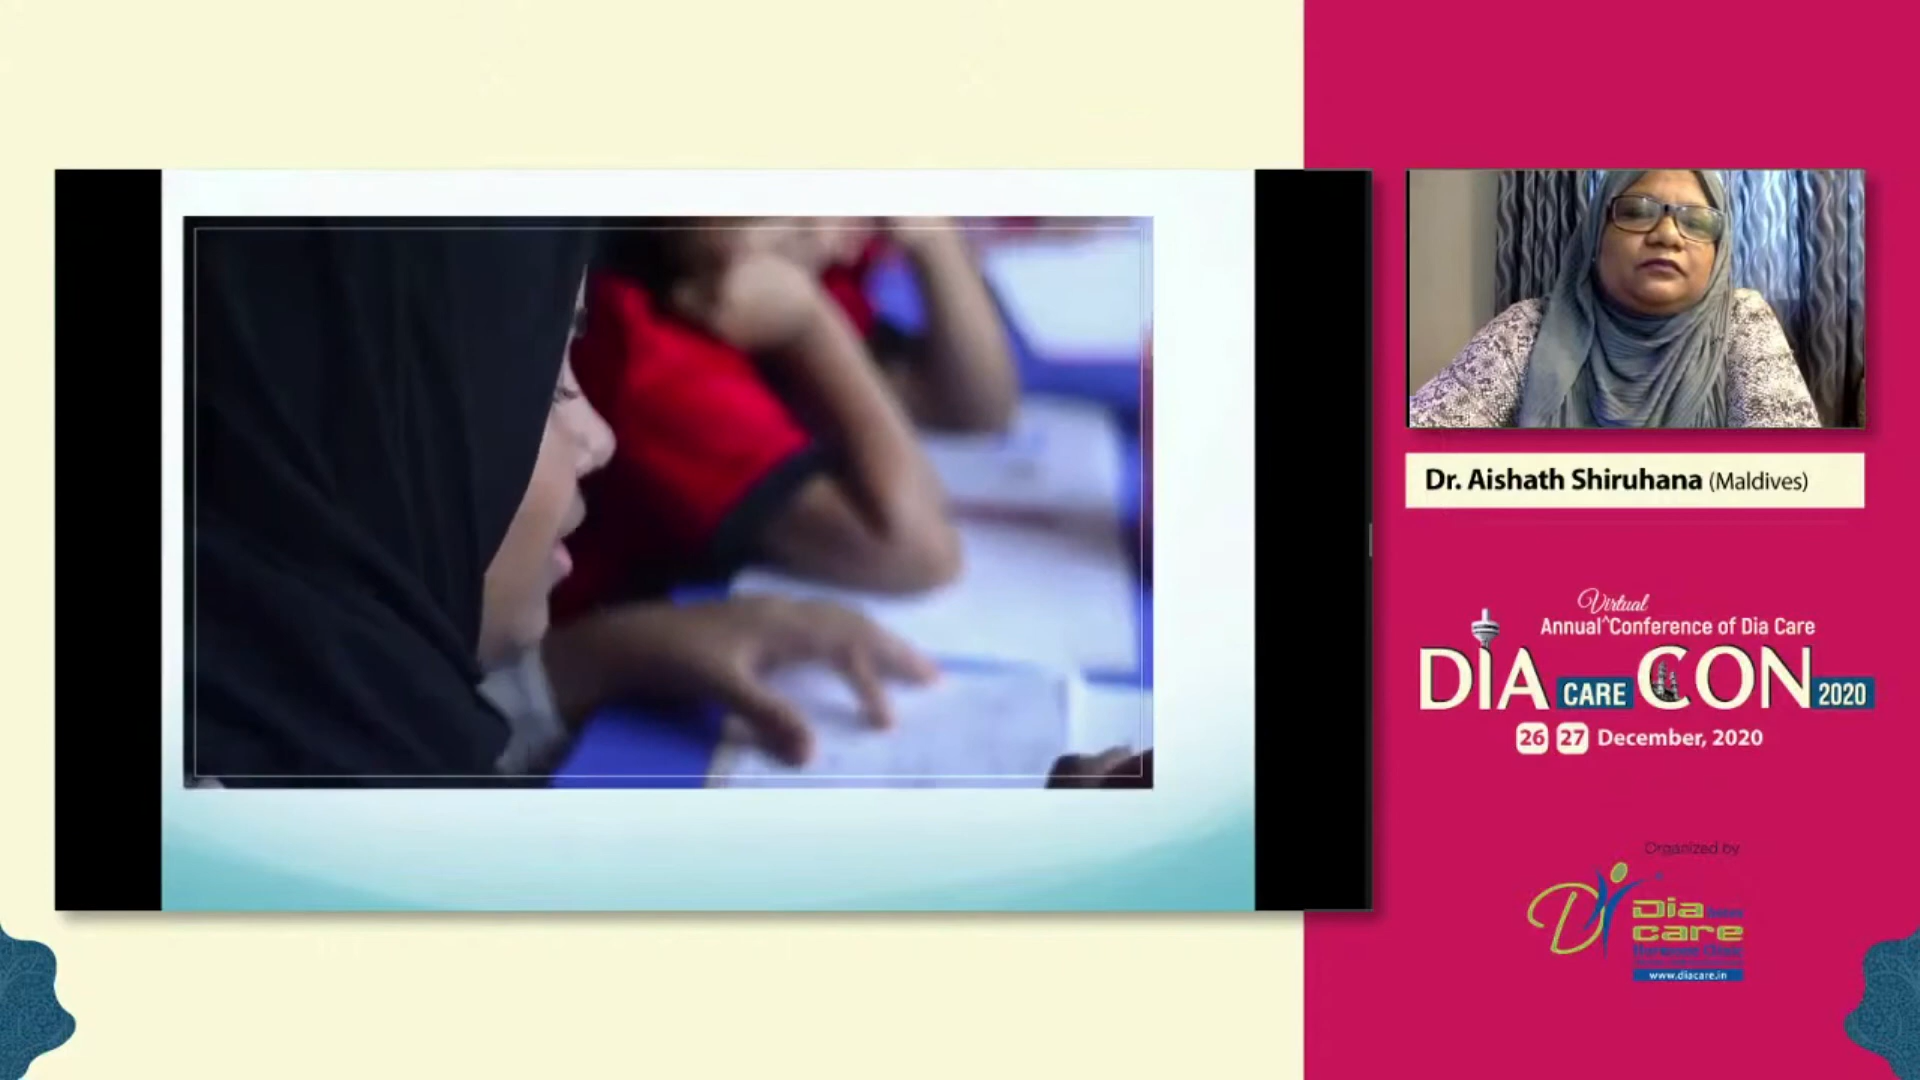 Dr. Aishath Shiruhana (Maldives)
Virtual
Annual^Conference of Dia Care
DIA CARE CON 2020
26 27 December, 2020
Organized by
Dia
care
www.diacare.in